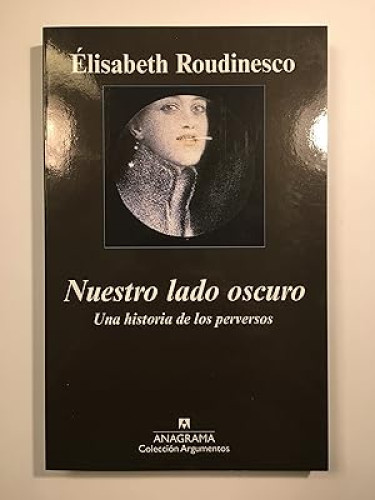 Élisabeth Roudinesco
Nuestro lado oscuro
Una historia de los perversos
A
ANAGRAMA
Colección Argumentos